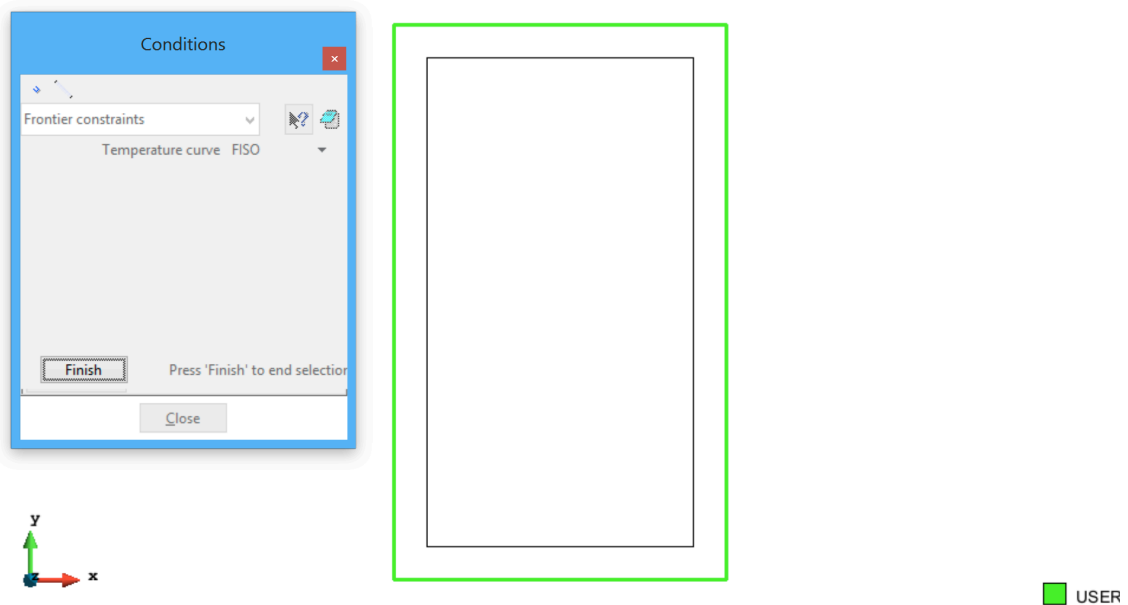 Conditions
Frontier constraints
Temperature curve FISO
Finish
Press 'Finish' to end selection
Close
y
z
x
USER